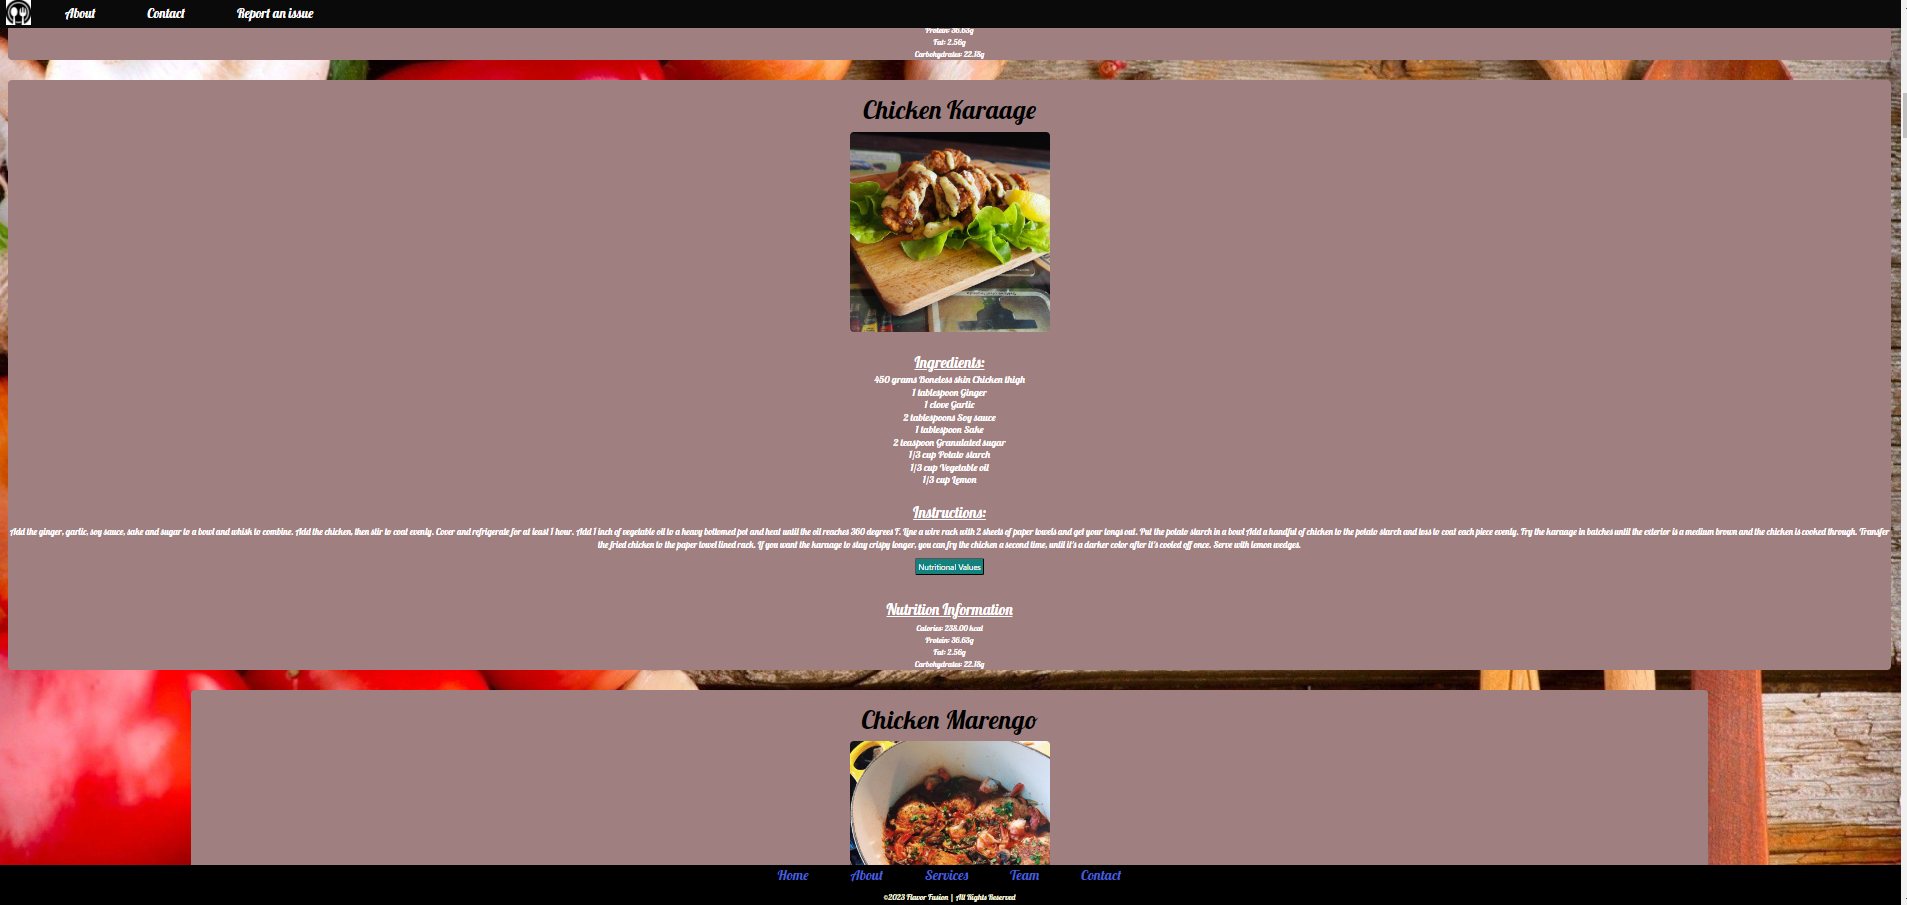 About Contact Report an issue
Protein: 36.63g
Fat: 2.56g
Carbohydrates: 22.18g
Chicken Karaage
Ingredients:
450 grams Boneless skin Chicken thigh
1 tablespoon Ginger
1 clove Garlic
2 tablespoons Soy sauce
1 tablespoon Sake
2 teaspoon Granulated sugar
1/3 cup Potato starch
1/3 cup Vegetable oil
1/3 cup Lemon
Instructions:
Add the ginger, garlic, soy sauce, sake and sugar to a bowl and whisk to combine. Add the chicken, then stir to coat evenly. Cover and refrigerate for at least 1 hour. Add 1 inch of vegetable oil to a heavy bottomed pot and heat until the oil reaches 360 degrees F. Line a wire rack with 2 sheets of paper towels and get your tongs out. Put the potato starch in a bowl Add a handful of chicken to the potato starch and toss to coat each piece evenly. Fry the karaage in batches until the exterior is a medium brown and the chicken is cooked through. Transfer
the fried chicken to the paper towel lined rack. If you want the karaage to stay crispy longer, you can fry the chicken a second time, until it's a darker color after it's cooled off once. Serve with lemon wedges.
Nutritional Values
Nutrition Information
Calories: 238.00 kcal
Protein: 36.63g
Fat: 2.56g
Carbohydrates: 22.18g
Chicken Marengo
Home About Services Team Contact
©2023 Flavor Fusion | All Rights Reserved